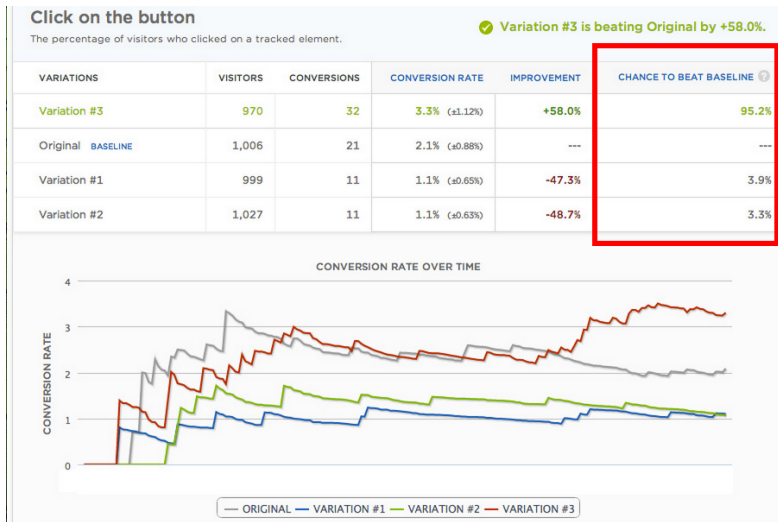 Click on the button
The percentage of visitors who clicked on a tracked element.
Variation #3 is beating Original by +58.0%.
VARIATIONS VISITORS CONVERSIONS CONVERSION RATE IMPROVEMENT CHANCE TO BEAT BASELINE ?
Variation #3 970 32 3.3% (±1.12%) +58.0% 95.2%
Original BASELINE 1,006 21 2.1% (±0.88%) --- ---
Variation #1 999 11 1.1% (±0.65%) -47.3% 3.9%
Variation #2 1,027 11 1.1% (±0.63%) -48.7% 3.3%
CONVERSION RATE OVER TIME
CONVERSION RATE
4
3
2
1
0
ORIGINAL VARIATION #1 VARIATION #2 VARIATION #3